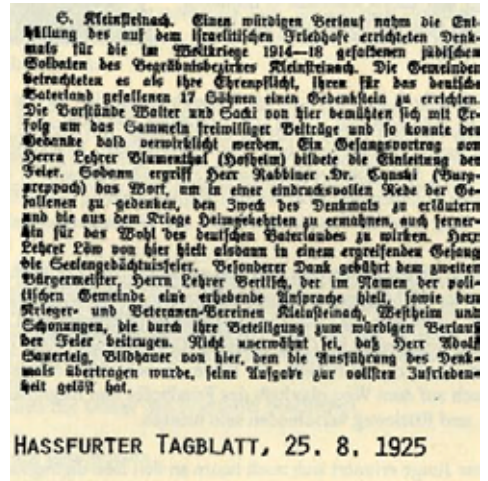 S. Kleinsteinach. Einen würdigen Verlauf nahm die Ent-
hüllung des auf dem Israelitischen Friedhofe errichteten Denk-
mals für die im Weltkriege 1914—18 gefallenen jüdischen
Soldaten des Begräbnisbezirkes Kleinsteinach. Die Gemeinden
betrachteten es als ihre Ehrenpflicht, ihren für das deutsche
Vaterland gefallenen 17 Söhnen einen Gedenkstein zu errichten.
Die Vorstände Walter und Sacki von hier bemühten sich mit Er-
folg um das Sammeln freiwilliger Beiträge und so konnte der
Gedanke bald verwirklicht werden. Ein Gesangsvortrag von
Herrn Lehrer Blumenthal (Hofheim) bildete die Einleitung der
Feier. Sodann ergriff Herr Rabbiner Dr. Cynski (Burg-
preppach) das Wort, um in einer eindrucksvollen Rede der Ge-
fallenen zu gedenken, den Zweck des Denkmals zu erläutern
und die aus dem Kriege Heimgekehrten zu ermahnen, auch ferner-
hin für das Wohl des deutschen Vaterlandes zu wirken. Herr
Lehrer Löw von hier hielt alsdann in einem ergreifenden Gesang
die Seelengedächtnisfeier. Besonderer Dank gebührt dem zweiten
Bürgermeister, Herrn Lehrer Gerlisch, der im Namen der poli-
tischen Gemeinde eine erhebende Ansprache hielt, sowie den
Krieger- und Veteranen-Vereinen Kleinsteinach, Westheim und
Schonungen, die durch ihre Beteiligung zum würdigen Verlauf
der Feier beitrugen. Nicht unerwähnt sei, daß Herr Adolf
Sauerteig, Bildhauer von hier, dem die Ausführung des Denk-
mals übertragen wurde, seine Aufgabe zur vollsten Zufrieden-
heit gelöst hat.
HASSFURTER TAGBLATT, 25. 8. 1925